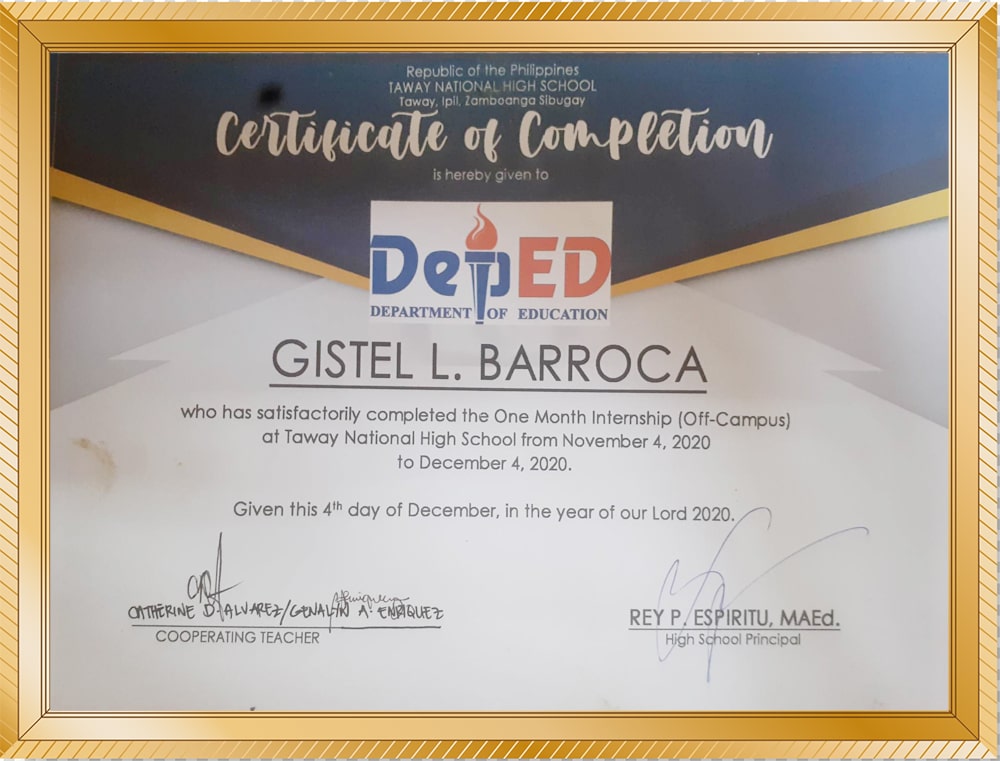 Republic of the Philippines
TAWAY NATIONAL HIGH SCHOOL
Taway, Ipil, Zamboanga Sibugay
Certificate of Completion
is hereby given to
DepED
DEPARTMENT OF EDUCATION
GISTEL L. BARROCA
who has satisfactorily completed the One Month Internship (Off-Campus)
at Taway National High School from November 4, 2020
to December 4, 2020.
Given this 4th day of December, in the year of our Lord 2020.
CATHERINE D. ALVAREZ/GENALYN A. ENRIQUEZ
COOPERATING TEACHER
REY P. ESPIRITU, MAEd.
High School Principal